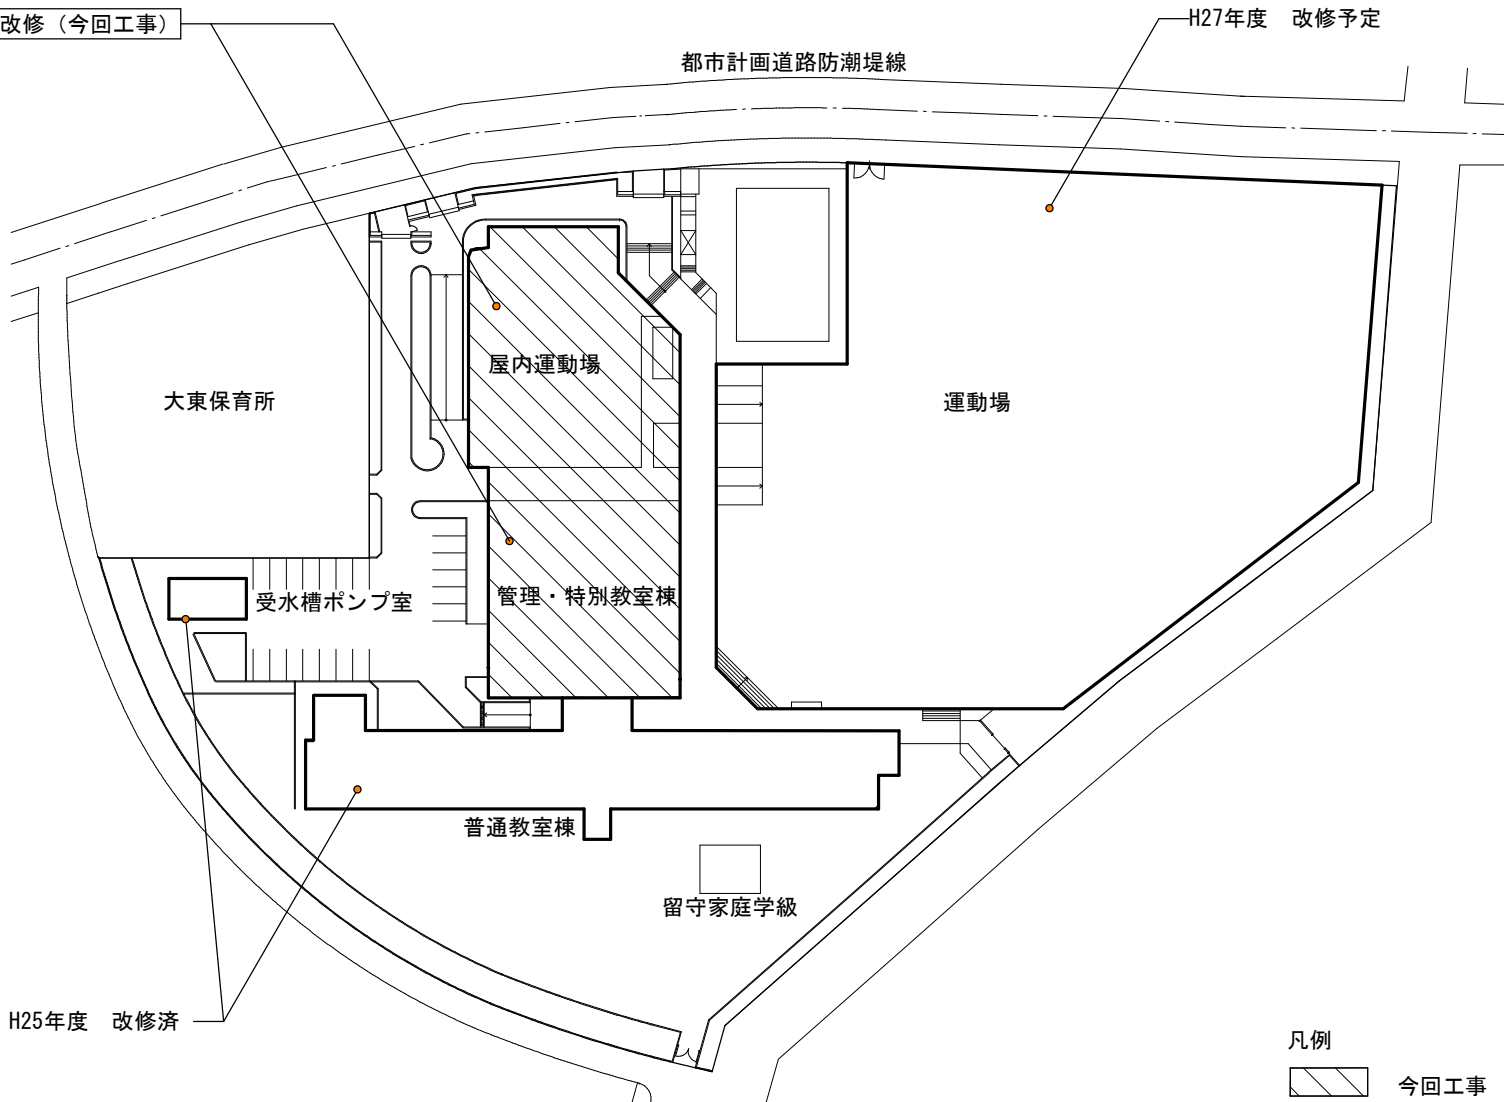 改修（今回工事）
H27年度　改修予定
都市計画道路防潮堤線
屋内運動場
大東保育所
運動場
受水槽ポンプ室
管理・特別教室棟
普通教室棟
留守家庭学級
H25年度　改修済
凡例
今回工事